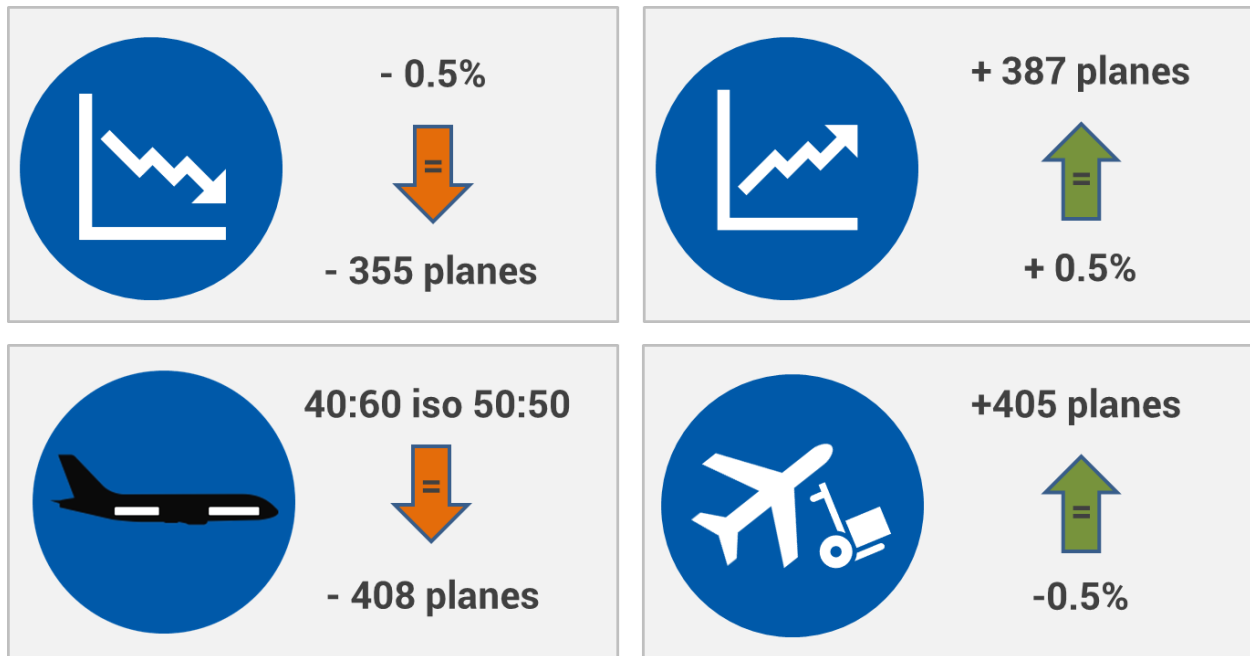 - 0.5%
=
- 355 planes
+ 387 planes
=
+ 0.5%
40:60 iso 50:50
=
- 408 planes
+405 planes
=
-0.5%